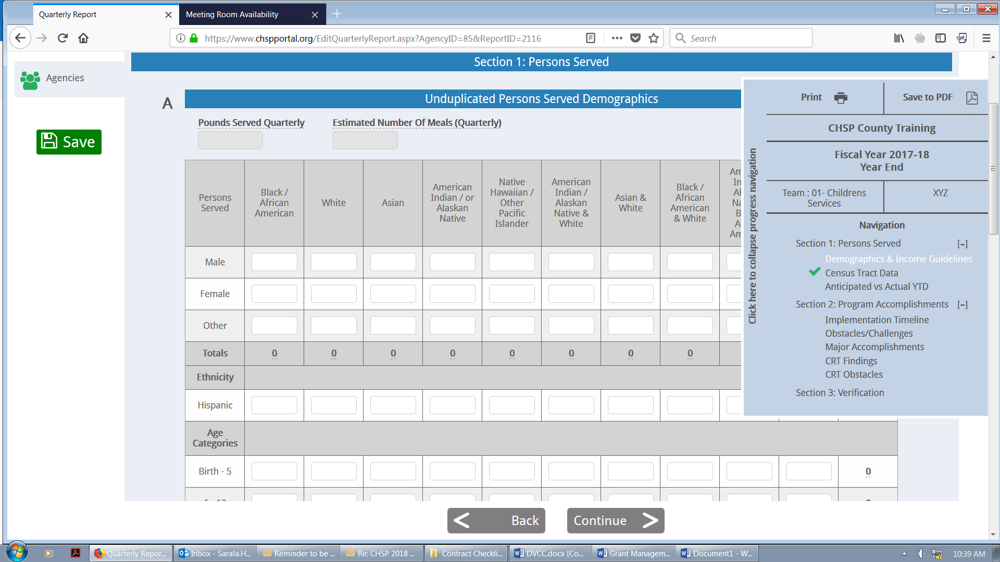 Quarterly Report
Meeting Room Availability
https://www.chspportal.org/EditQuarterlyReport.aspx?AgencyID=85&ReportID=2116
Search
Section 1: Persons Served
Agencies
Save
A
Unduplicated Persons Served Demographics
Pounds Served Quarterly
Estimated Number Of Meals (Quarterly)
Persons
Served
Black /
African
American
White
Asian
American
Indian / or
Alaskan
Native
Native
Hawaiian /
Other
Pacific
Islander
American
Indian /
Alaskan
Native &
White
Asian &
White
Black /
African
American
& White
Male
Female
Other
Totals 0 0 0 0 0 0 0 0
Ethnicity
Hispanic
Age
Categories
Birth - 5
0
Click here to collapse progress navigation
Print
Save to PDF
CHSP County Training
Fiscal Year 2017-18
Year End
Team : 01- Childrens
Services
XYZ
Navigation
Section 1: Persons Served [-]
Demographics & Income Guidelines
Census Tract Data
Anticipated vs Actual YTD
Section 2: Program Accomplishments [-]
Implementation Timeline
Obstacles/Challenges
Major Accomplishments
CRT Findings
CRT Obstacles
Section 3: Verification
Back
Continue
Quarterly Repor...
Inbox - Sarala.H...
Reminder to be ...
Re: CHSP 2018 ...
Contract Checkli...
DVCC.docx [Co...
Grant Managem...
Document1 - W...
10:39 AM